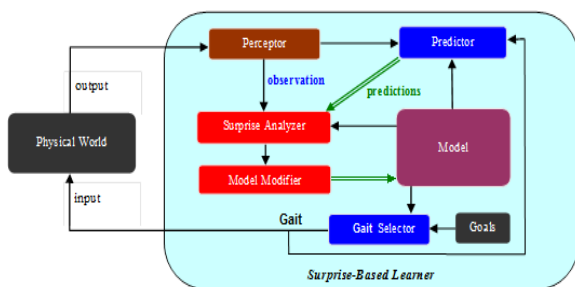 Perceptor
Predictor
output
observation
predictions
Surprise Analyzer
Physical World
Model
Model Modifier
input
Gait
Gait Selector
Goals
Surprise-Based Learner